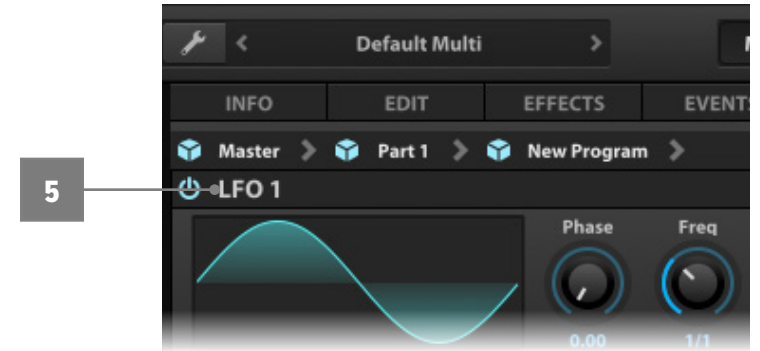 Default Multi
INFO EDIT EFFECTS EVENT
Master Part 1 New Program
5
LFO 1
Phase Freq
0.00 1/1